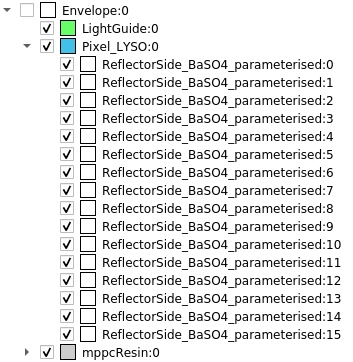 Envelope:0
LightGuide:0
Pixel_LYSO:0
ReflectorSide_BaSO4_parameterised:0
ReflectorSide_BaSO4_parameterised:1
ReflectorSide_BaSO4_parameterised:2
ReflectorSide_BaSO4_parameterised:3
ReflectorSide_BaSO4_parameterised:4
ReflectorSide_BaSO4_parameterised:5
ReflectorSide_BaSO4_parameterised:6
ReflectorSide_BaSO4_parameterised:7
ReflectorSide_BaSO4_parameterised:8
ReflectorSide_BaSO4_parameterised:9
ReflectorSide_BaSO4_parameterised:10
ReflectorSide_BaSO4_parameterised:11
ReflectorSide_BaSO4_parameterised:12
ReflectorSide_BaSO4_parameterised:13
ReflectorSide_BaSO4_parameterised:14
ReflectorSide_BaSO4_parameterised:15
mppcResin:0